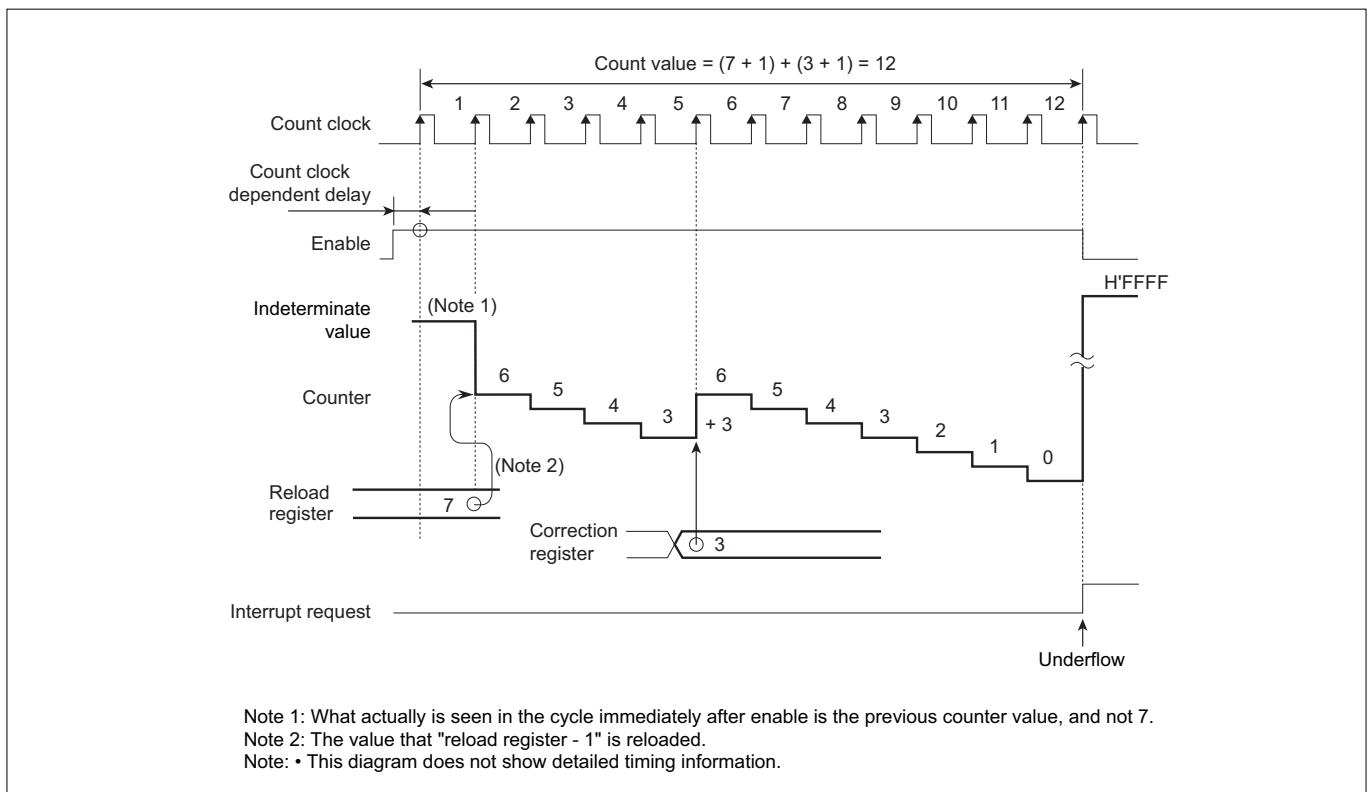 Count value = (7 + 1) + (3 + 1) = 12
1 2 3 4 5 6 7 8 9 10 11 12
Count clock
Count clock
dependent delay
Enable
H'FFFF
Indeterminate
value
(Note 1)
Counter
6 5 4 3 6 5 4 3 2 1 0
+ 3
(Note 2)
Reload
register
7
Correction
register
3
Interrupt request
Underflow
Note 1: What actually is seen in the cycle immediately after enable is the previous counter value, and not 7.
Note 2: The value that "reload register - 1" is reloaded.
Note: • This diagram does not show detailed timing information.